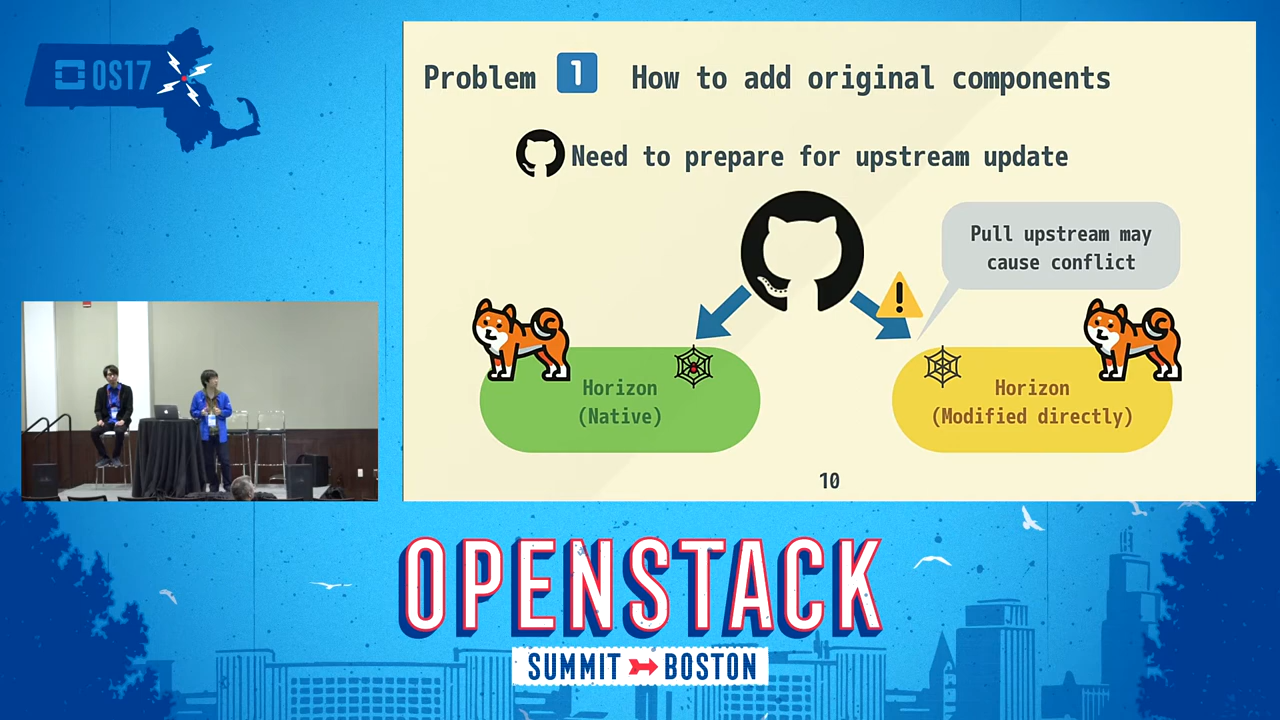 OS17
Problem 1 How to add original components
Need to prepare for upstream update
Pull upstream may
cause conflict
Horizon
(Native)
Horizon
(Modified directly)
10
OPENSTACK
SUMMIT BOSTON